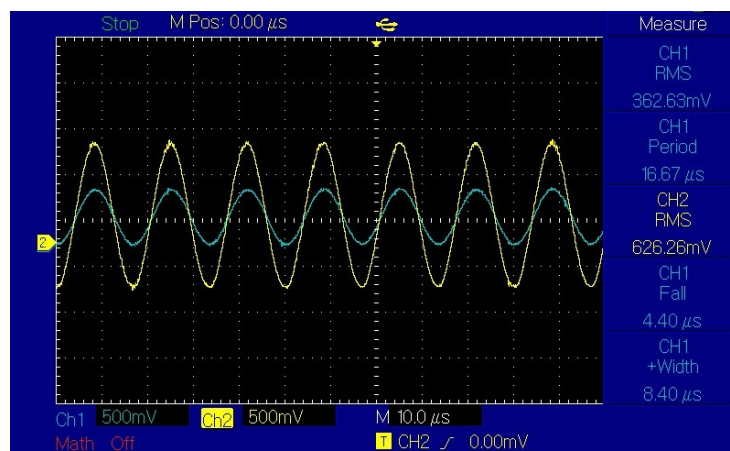 Stop M Pos: 0.00 μs Measure
CH1
RMS
362.63mV
CH1
Period
16.67 μs
2 CH2
RMS
626.26mV
CH1
Fall
4.40 μs
CH1
+Width
8.40 μs
Ch1 500mV Ch2 500mV M 10.0 μs
Math Off T CH2 0.00mV